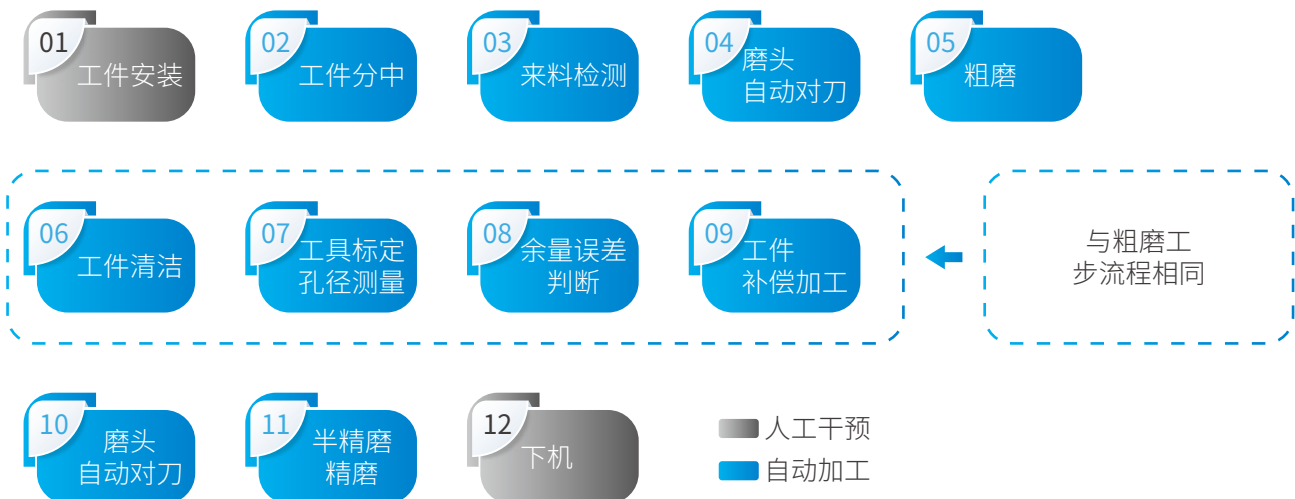 01
工件安装
02
工件分中
03
来料检测
04
磨头
自动对刀
05
粗磨
06
工件清洁
07
工具标定
孔径测量
08
余量误差
判断
09
工件
补偿加工
与粗磨工
步流程相同
10
磨头
自动对刀
11
半精磨
精磨
12
下机
人工干预
自动加工